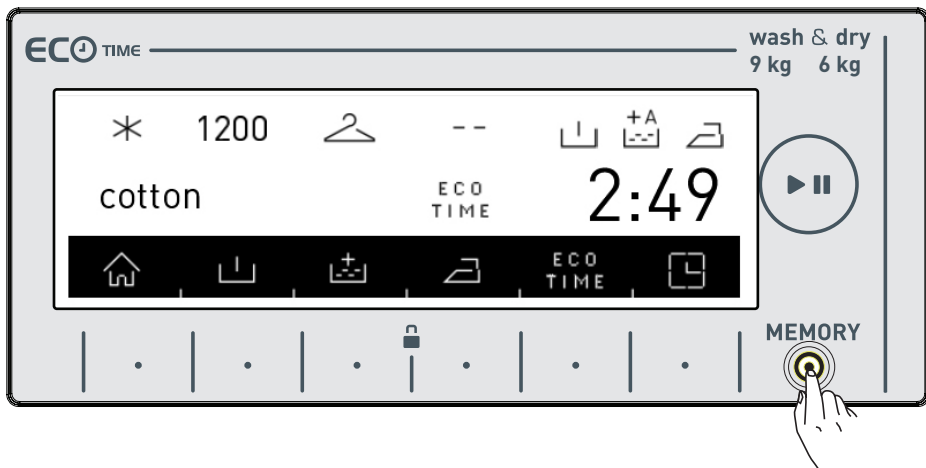 ECO TIME
wash & dry
9 kg 6 kg
1200 -- +A
cotton ECO TIME 2:49
ECO TIME
MEMORY